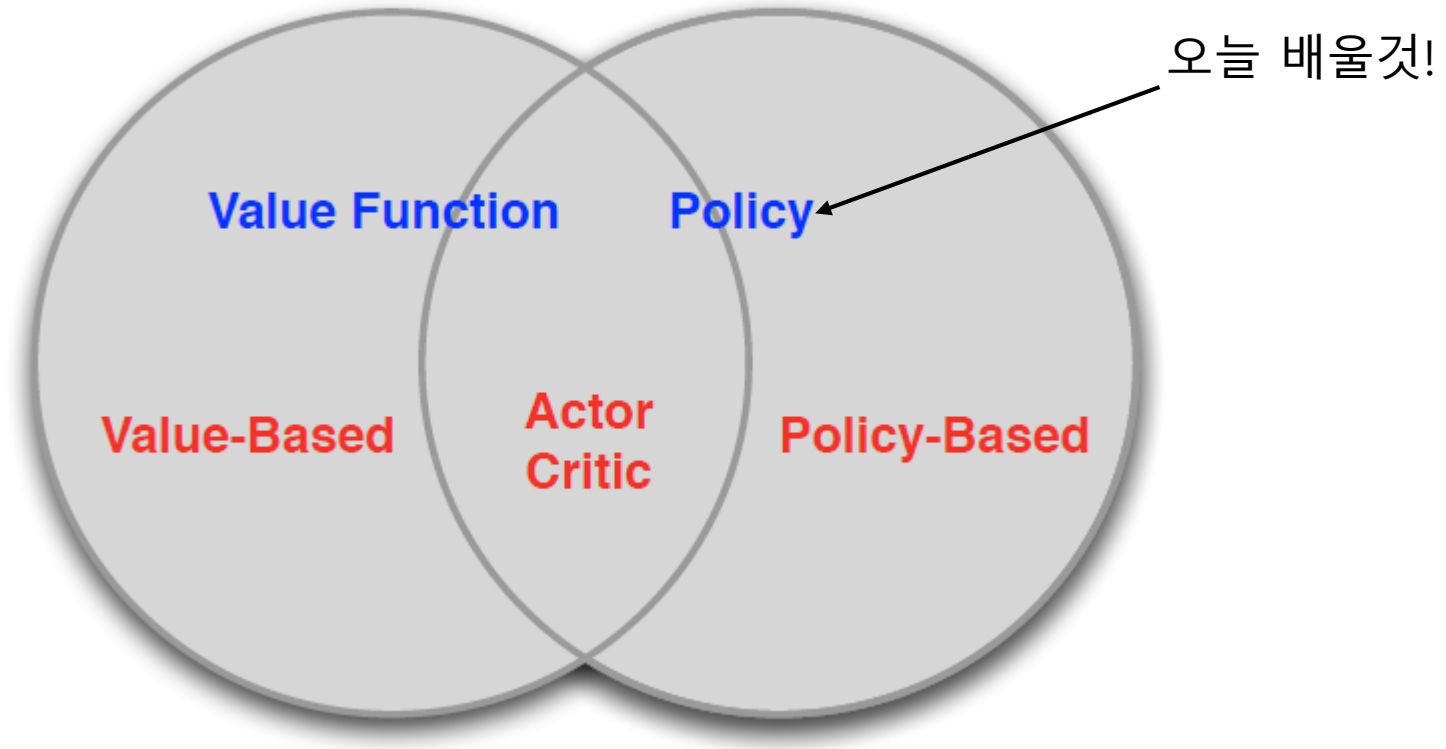 오늘 배울것!
Value Function
Policy
Value-Based
Actor
Critic
Policy-Based